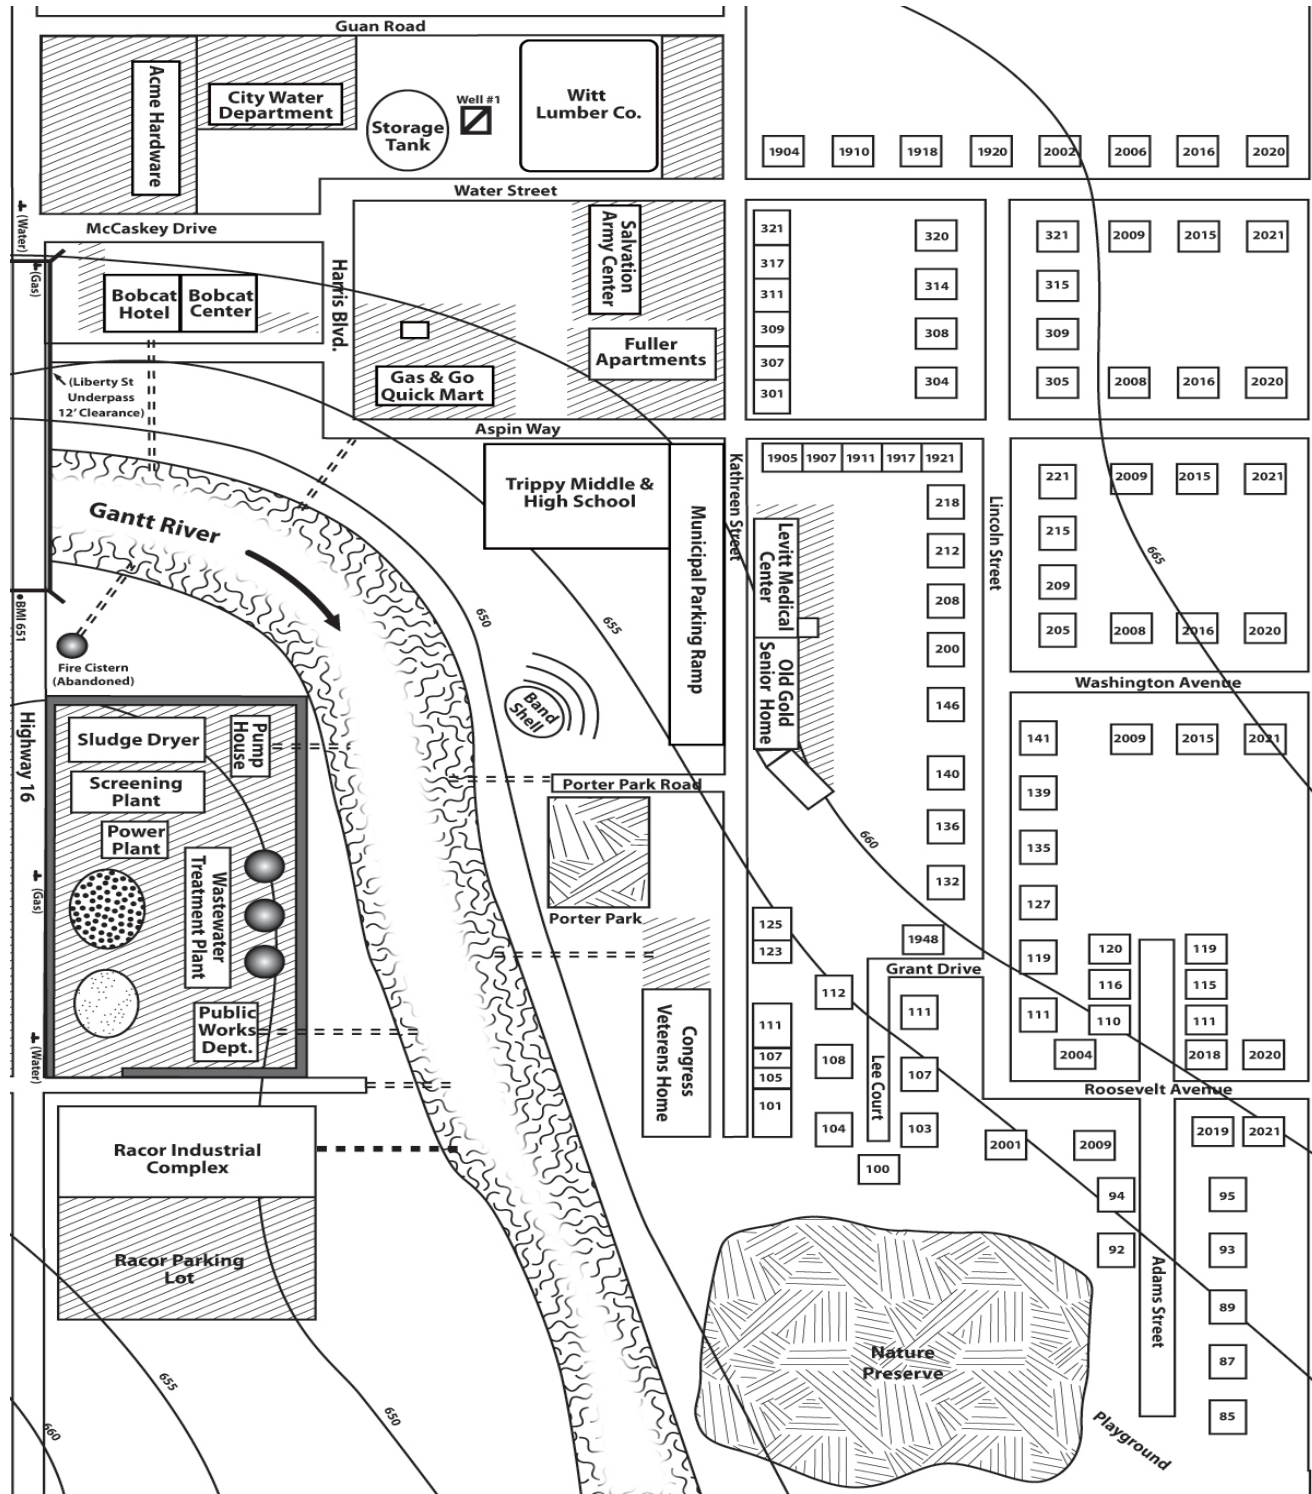 Guan Road
Acme Hardware
City Water
Department
Storage
Tank
Well #1
Witt
Lumber Co.
1904 1910 1918 1920 2002 2006 2016 2020
Water Street
(Water)
McCaskey Drive
(Gas)
Bobcat
Hotel
Bobcat
Center
Harris Blvd.
Salvation
Army Center
Fuller
Apartments
Gas & Go
Quick Mart
321
317
311
309
307
301
320
314
308
304
321 2009 2015 2021
315
309
305 2008 2016 2020
(Liberty St
Underpass
12' Clearance)
Aspin Way
Trippy Middle &
High School
Municipal Parking Ramp
Kathreen Street
1905 1907 1911 1917 1921
218
212
208
200
146
140
136
132
Lincoln Street
221 2009 2015 2021
215
209
205 2008 2016 2020
665
Gantt River
Levitt Medical
Center
Old Gold
Senior Home
650
655
BMI 651
Fire Cistern
(Abandoned)
Band
Shell
Washington Avenue
Highway 16
Sludge Dryer
Pump
House
Screening
Plant
Power
Plant
Wastewater
Treatment Plant
Public
Works
Dept.
(Gas)
(Water)
Porter Park Road
Porter Park
660
141 2009 2015 2021
139
135
127
119
111
120
116
110
119
115
111
2004 2018 2020
125
123
1948
Grant Drive
112
111
111
107
105
101
108
104
Lee Court
107
103
100
Congress
Veterens Home
Roosevelt Avenue
2001 2009 2019 2021
94
92
95
93
89
87
85
Adams Street
Racor Industrial
Complex
Racor Parking
Lot
Nature
Preserve
Playground
655
650
660